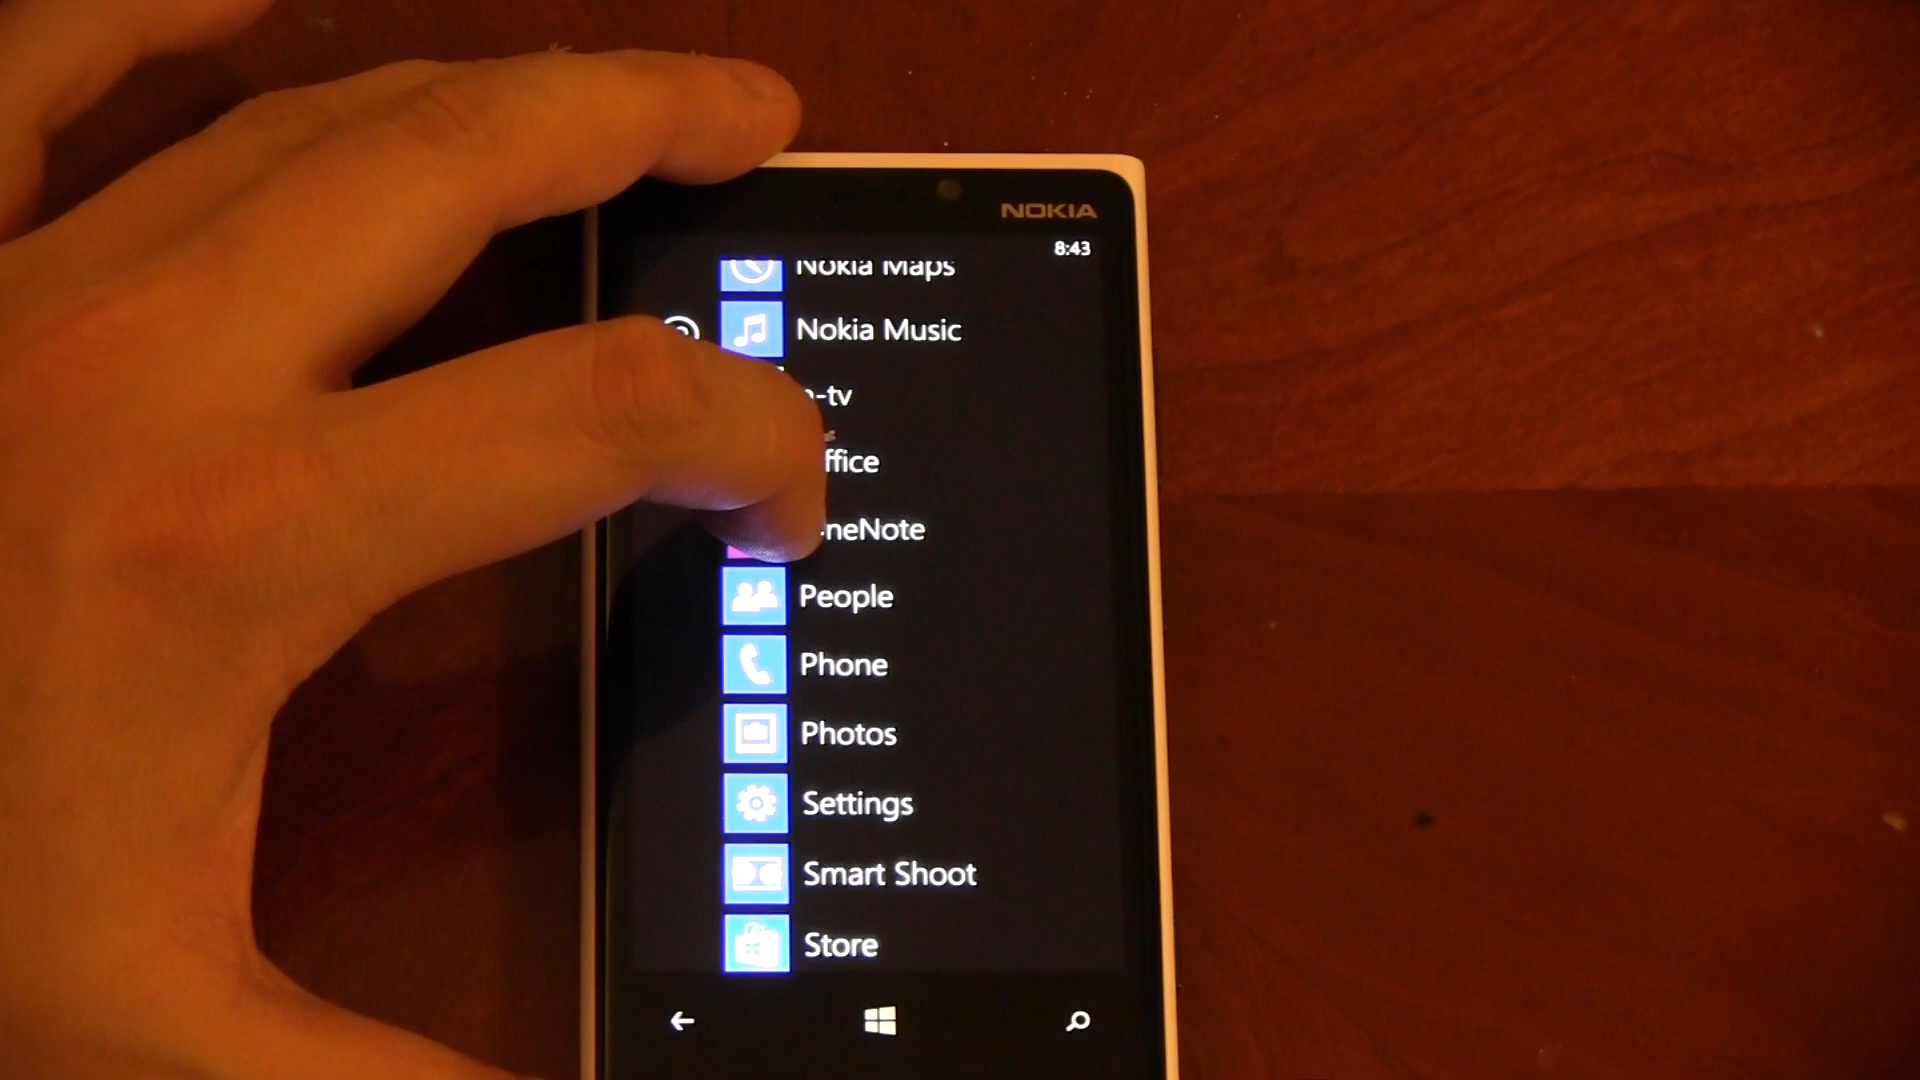 NOKIA
8:43
Nokia Maps
Nokia Music
n-tv
ffice
neNote
People
Phone
Photos
Settings
Smart Shoot
Store